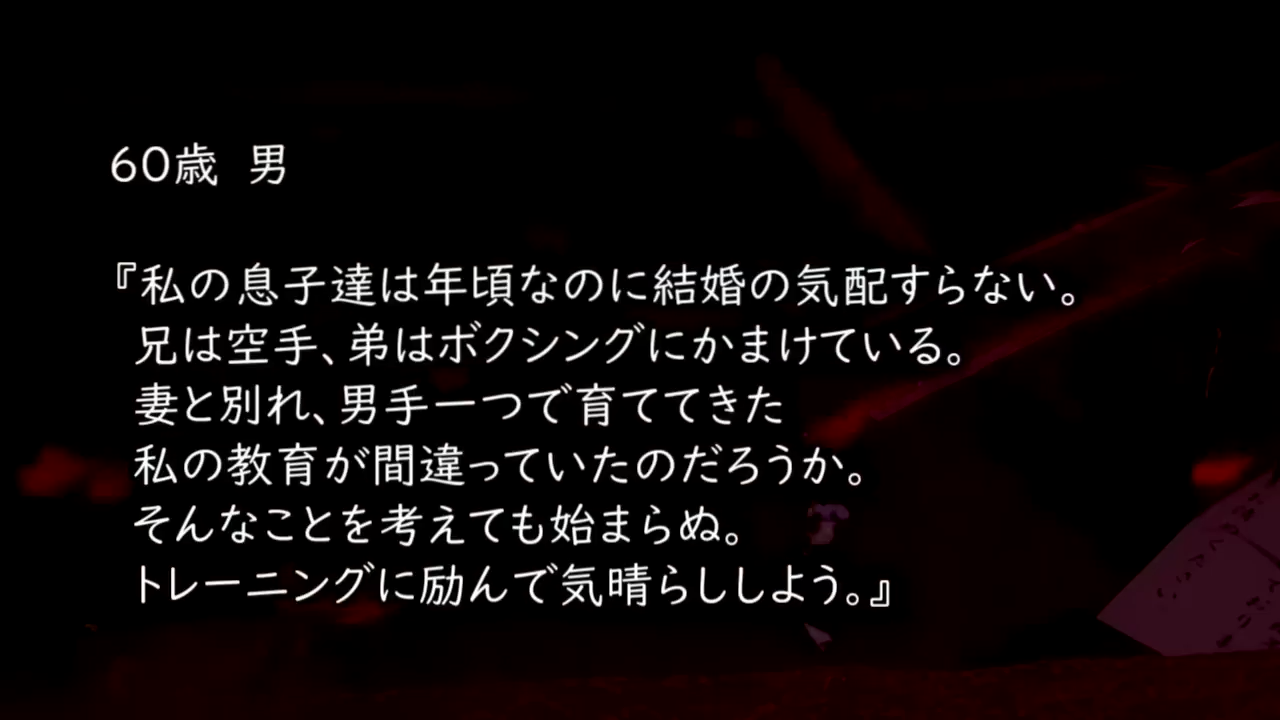 60歳　男
『私の息子達は年頃なのに結婚の気配すらない。
兄は空手、弟はボクシングにかまけている。
妻と別れ、男手一つで育ててきた
私の教育が間違っていたのだろうか。
そんなことを考えても始まらぬ。
トレーニングに励んで気晴らししよう。』